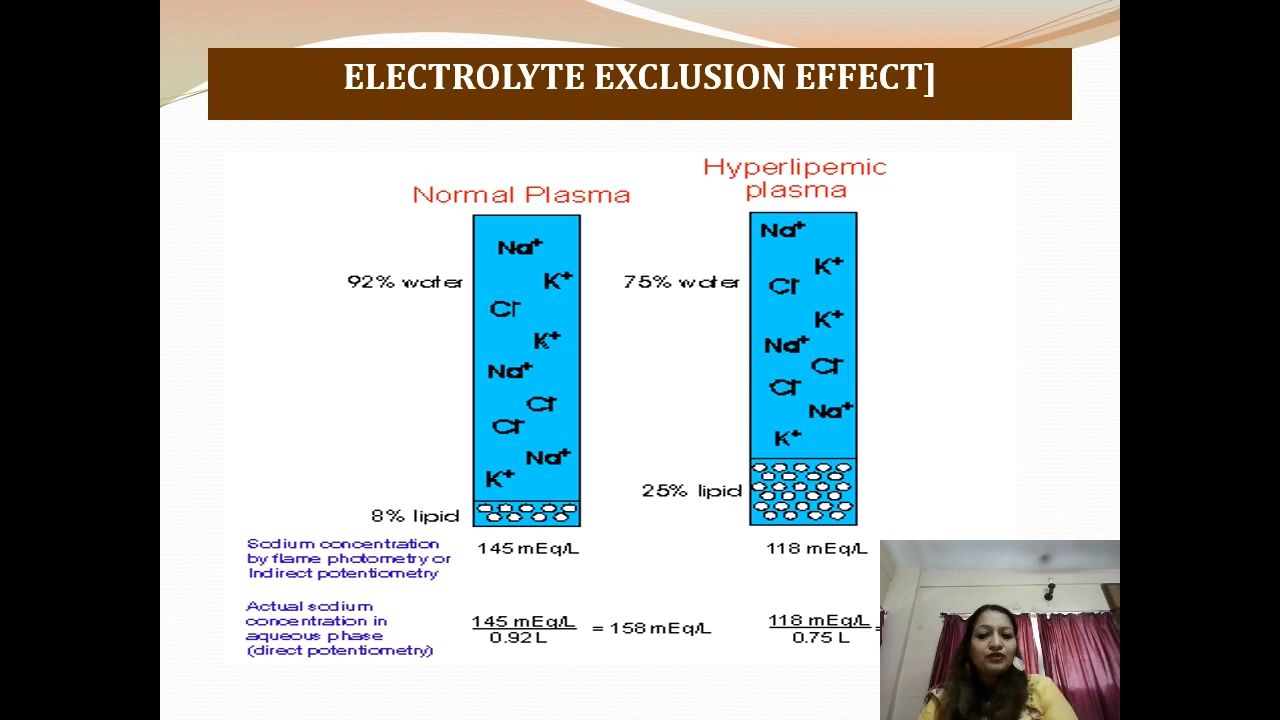 ELECTROLYTE EXCLUSION EFFECT]
Normal Plasma
Hyperlipemic
plasma
92% water
Na+
K+
Cl-
K+
Na+
Cl-
Cl-
Na+
K+
8% lipid
75% water
Na+
K+
Cl-
K+
Na+
Cl-
Cl-
Na+
K+
25% lipid
Sodium concentration
by flame photometry or
Indirect potentiometry
145 mEq/L
118 mEq/L
Actual sodium
concentration in
aqueous phase
(direct potentiometry)
145 mEq/L
0.92 L
= 158 mEq/L
118 mEq/L
0.75 L
=